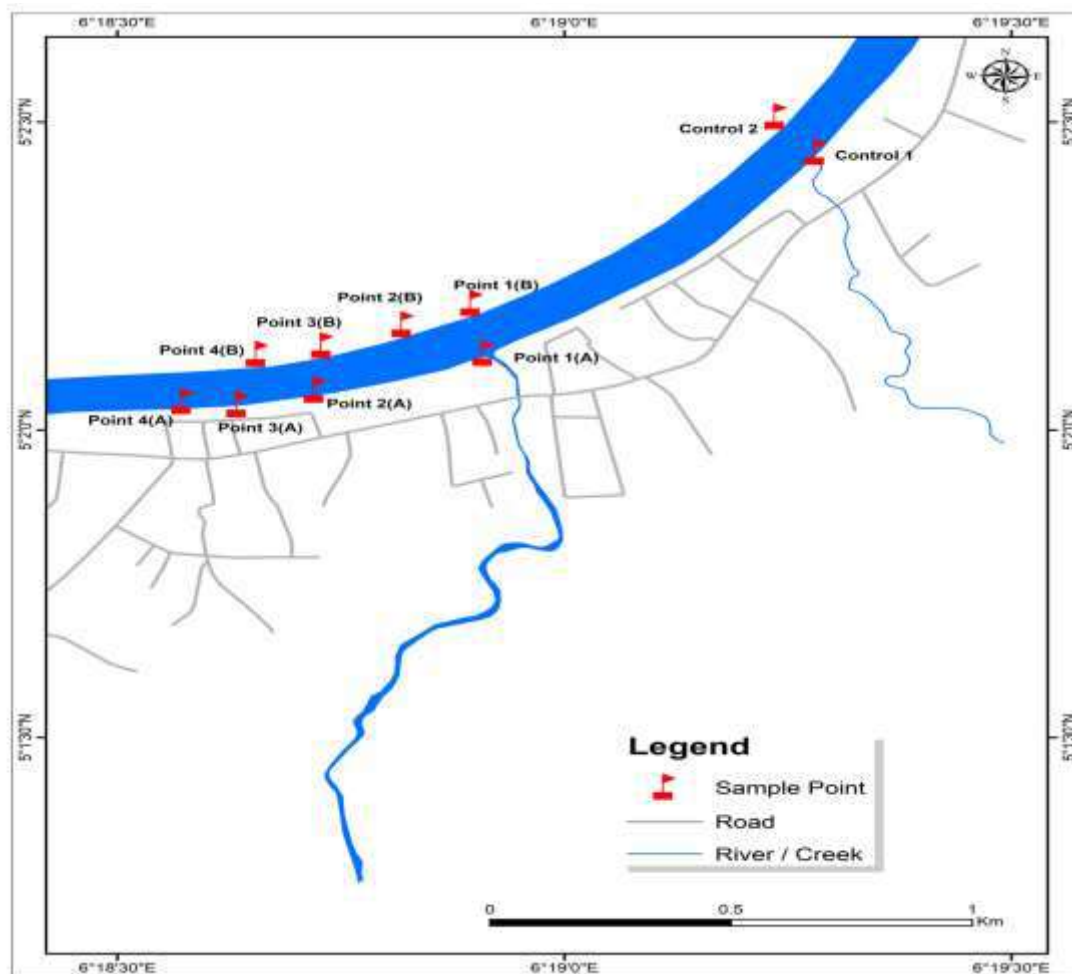 6°18'30"E 6°19'0"E 6°19'30"E
N
W E
S
5°2'30"N 5°2'30"N
Control 2
Control 1
Point 1(B)
Point 2(B)
Point 3(B)
Point 4(B)
Point 1(A)
Point 2(A)
Point 4(A)
Point 3(A)
5°2'0"N 5°2'0"N
5°1'30"N 5°1'30"N
Legend
Sample Point
Road
River / Creek
0 0.5 1
Km
6°18'30"E 6°19'0"E 6°19'30"E